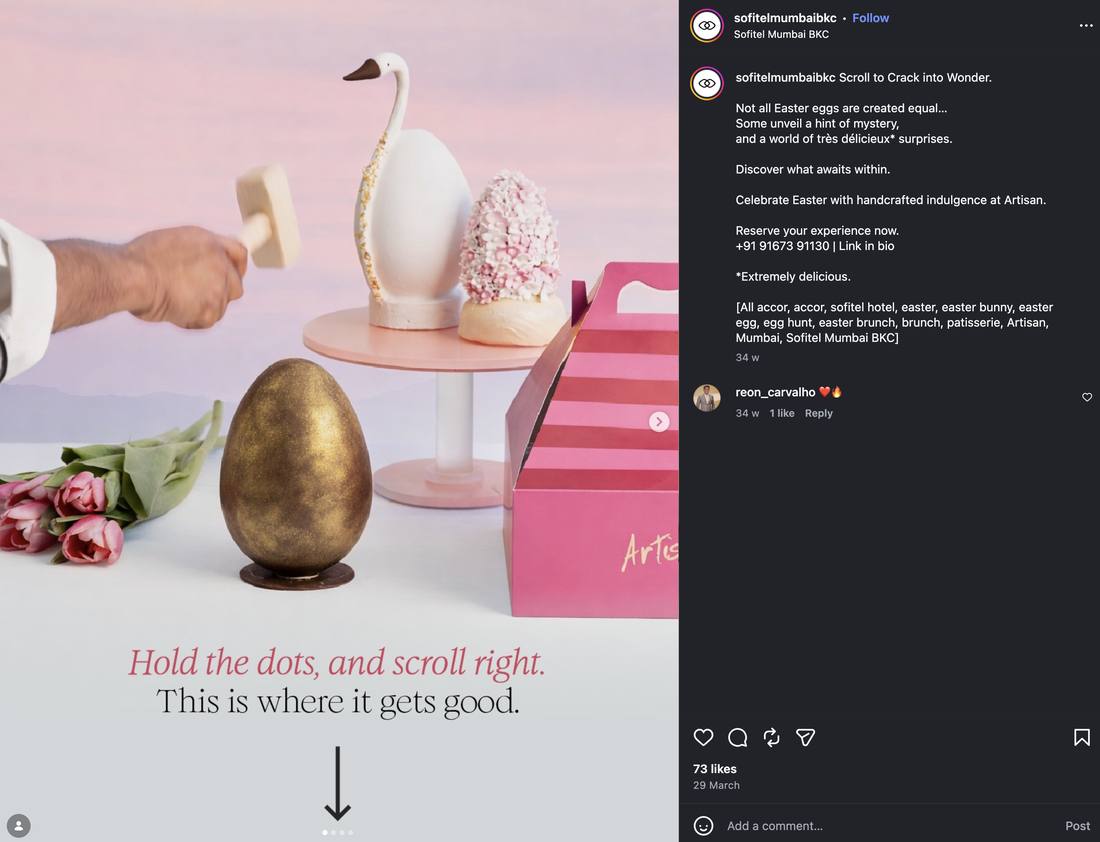 Hold the dots, and scroll right.
This is where it gets good.
sofitelmumbaibkc • Follow
Sofitel Mumbai BKC
sofitelmumbaibkc Scroll to Crack into Wonder.
Not all Easter eggs are created equal...
Some unveil a hint of mystery,
and a world of très délicieux* surprises.
Discover what awaits within.
Celebrate Easter with handcrafted indulgence at Artisan.
Reserve your experience now.
+91 91673 91130 | Link in bio
*Extremely delicious.
[All accor, accor, sofitel hotel, easter, easter bunny, easter
egg, egg hunt, easter brunch, brunch, patisserie, Artisan,
Mumbai, Sofitel Mumbai BKC]
34 w
reon_carvalho ❤️🔥
34 w 1 like Reply
73 likes
29 March
Add a comment... Post